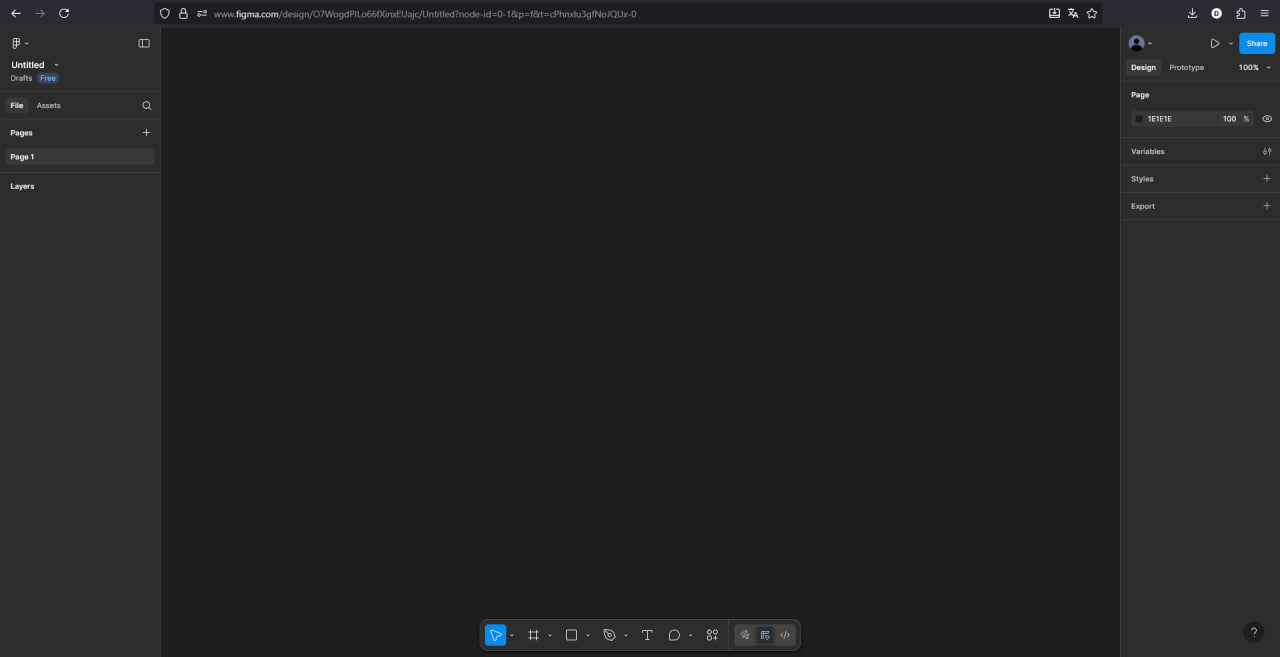 www.figma.com/design/O7WogdPlLo66fXinxEUajc/Untitled?node-id=0-1&p=f&t=cPhnxlu3gfNoJQUx-0
Untitled
Drafts Free
File Assets
Pages
Page 1
Layers
Share
Design Prototype 100%
Page
1E1E1E 100 %
Variables
Styles
Export